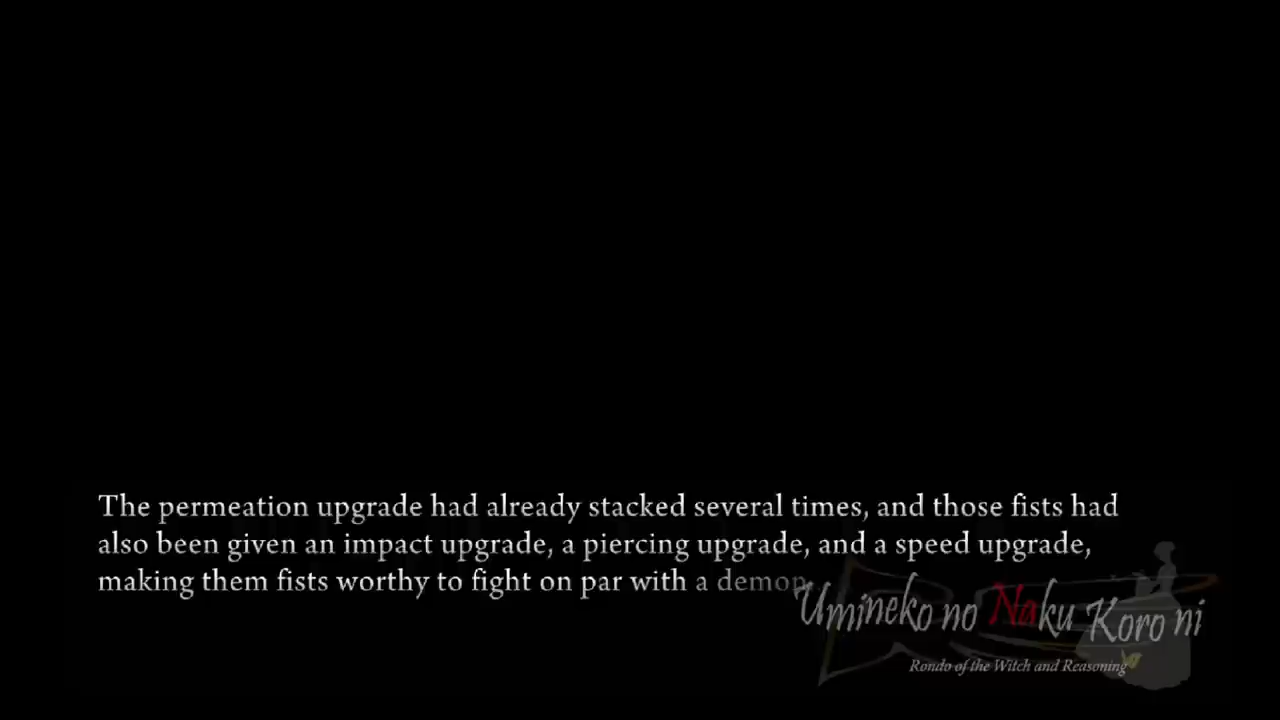 The permeation upgrade had already stacked several times, and those fists had
also been given an impact upgrade, a piercing upgrade, and a speed upgrade,
making them fists worthy to fight on par with a demon
Umineko no Naku Koro ni
Rondo of the Witch and Reasoning